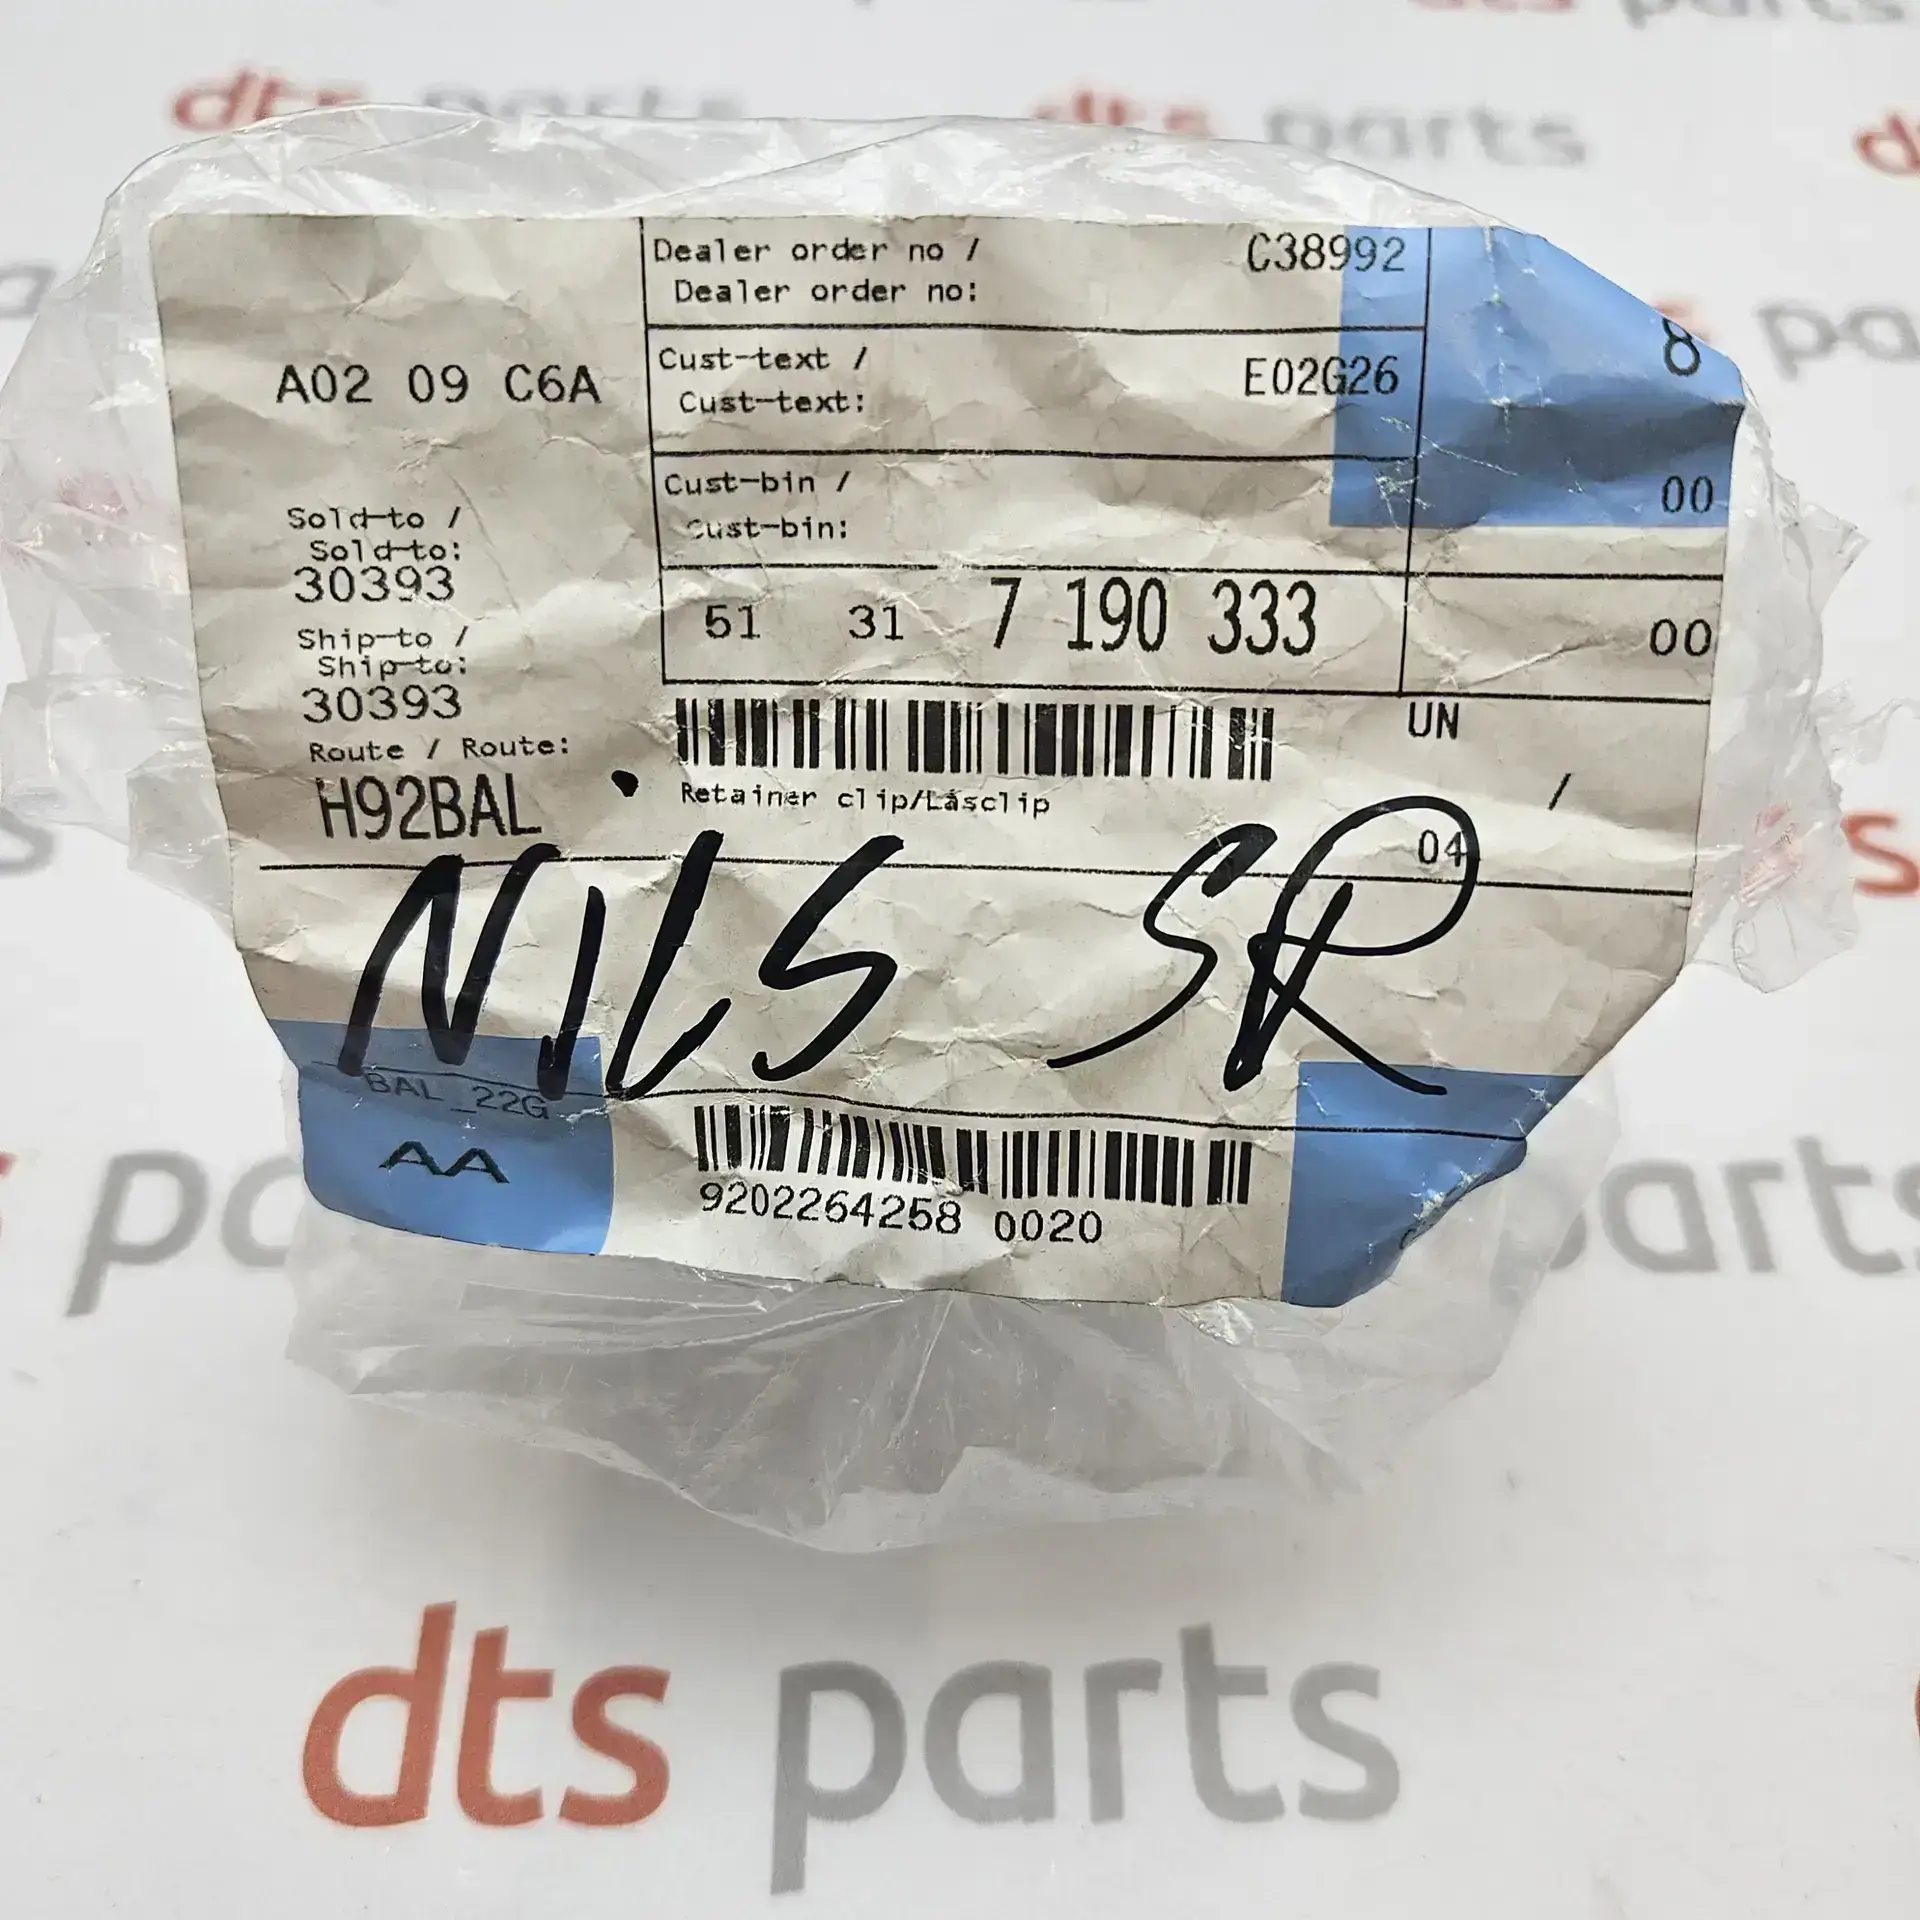 dts parts
dts parts
Dealer order no /
Dealer order no:
C38992
8
A02 09 C6A
Cust-text /
Cust-text:
E02G26
Cust-bin /
Cust-bin:
00
Sold-to /
Sold-to:
30393
51 31 7 190 333
00
Ship-to /
Ship-to:
30393
UN
Route / Route:
H92BAL
Retainer clip/Låsclip
/
04
NILS SR
BAL_22G
AA
9202264258 0020
dts parts